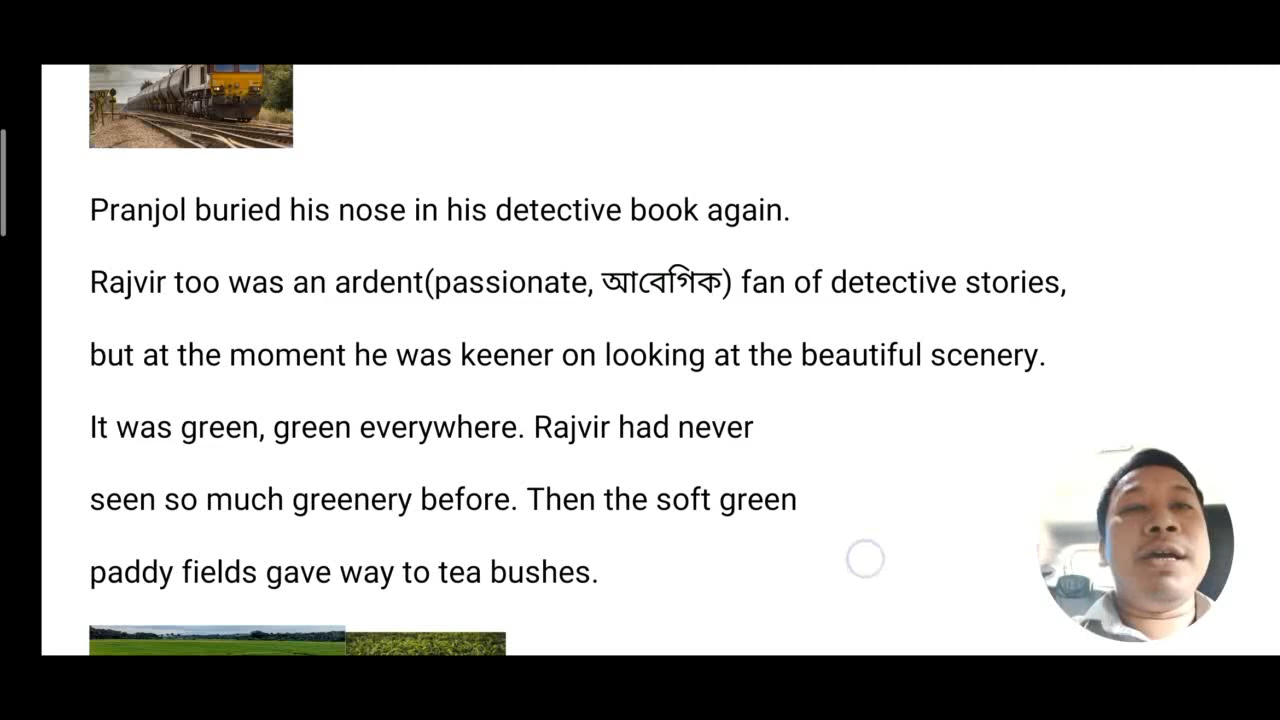 Pranjol buried his nose in his detective book again.
Rajvir too was an ardent(passionate, আবেগিক) fan of detective stories,
but at the moment he was keener on looking at the beautiful scenery.
It was green, green everywhere. Rajvir had never
seen so much greenery before. Then the soft green
paddy fields gave way to tea bushes.